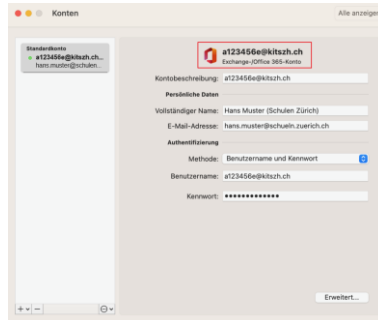 Konten
Alle anzeigen
Standardkonto
a123456e@kitszh.ch...
hans.muster@schulen...
a123456e@kitszh.ch
Exchange-/Office 365-Konto
Kontobeschreibung: a123456e@kitszh.ch
Persönliche Daten
Vollständiger Name: Hans Muster (Schulen Zürich)
E-Mail-Adresse: hans.muster@schueln.zuerich.ch
Authentifizierung
Methode: Benutzername und Kennwort
Benutzername: a123456e@kitszh.ch
Kennwort: •••••••••••••
Erweitert...